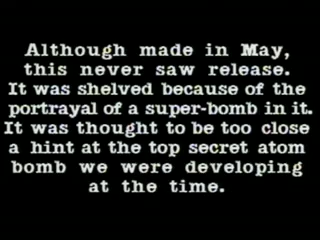 Although made in May,
this never saw release.
It was shelved because of the
portrayal of a super-bomb in it.
It was thought to be too close
a hint at the top secret atom
bomb we were developing
at the time.